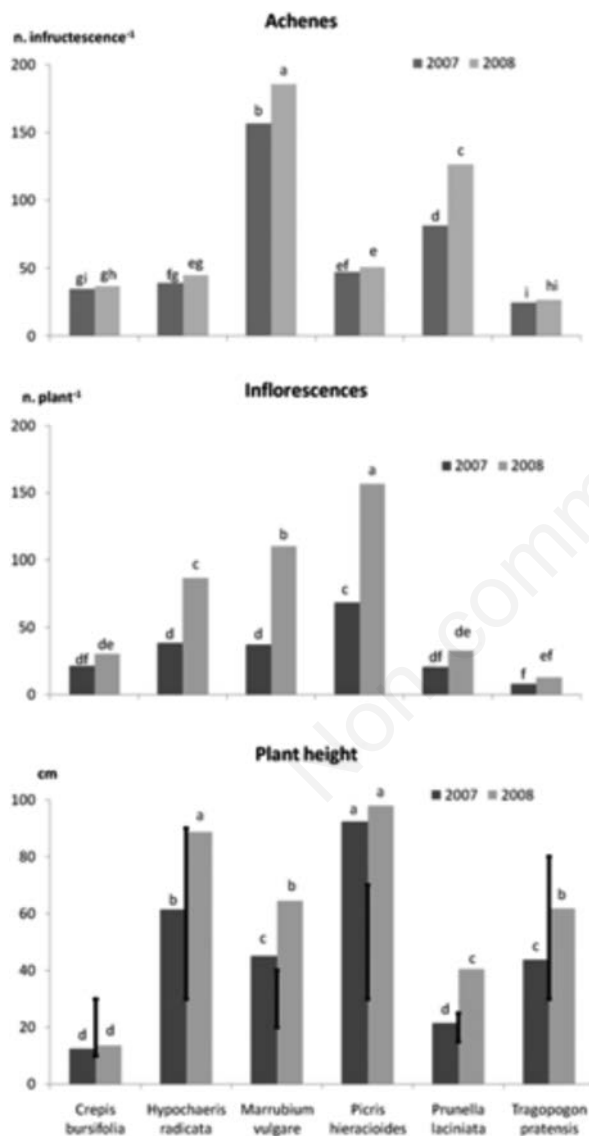 Achenes
n. infructescence⁻¹
2007 2008
200
150
100
50
0
gi gh fg eg b a ef e d c i hi
Inflorescences
n. plant⁻¹
2007 2008
200
150
100
50
0
df de d c d b c a df de f ef
Plant height
cm
2007 2008
100
80
60
40
20
0
d d b a c b a a d c c b
Crepis Hypochaeris Marrubium Picris Prunella Tragopogon
bursifolia radicata vulgare hieracioides laciniata pratensis
Non comm